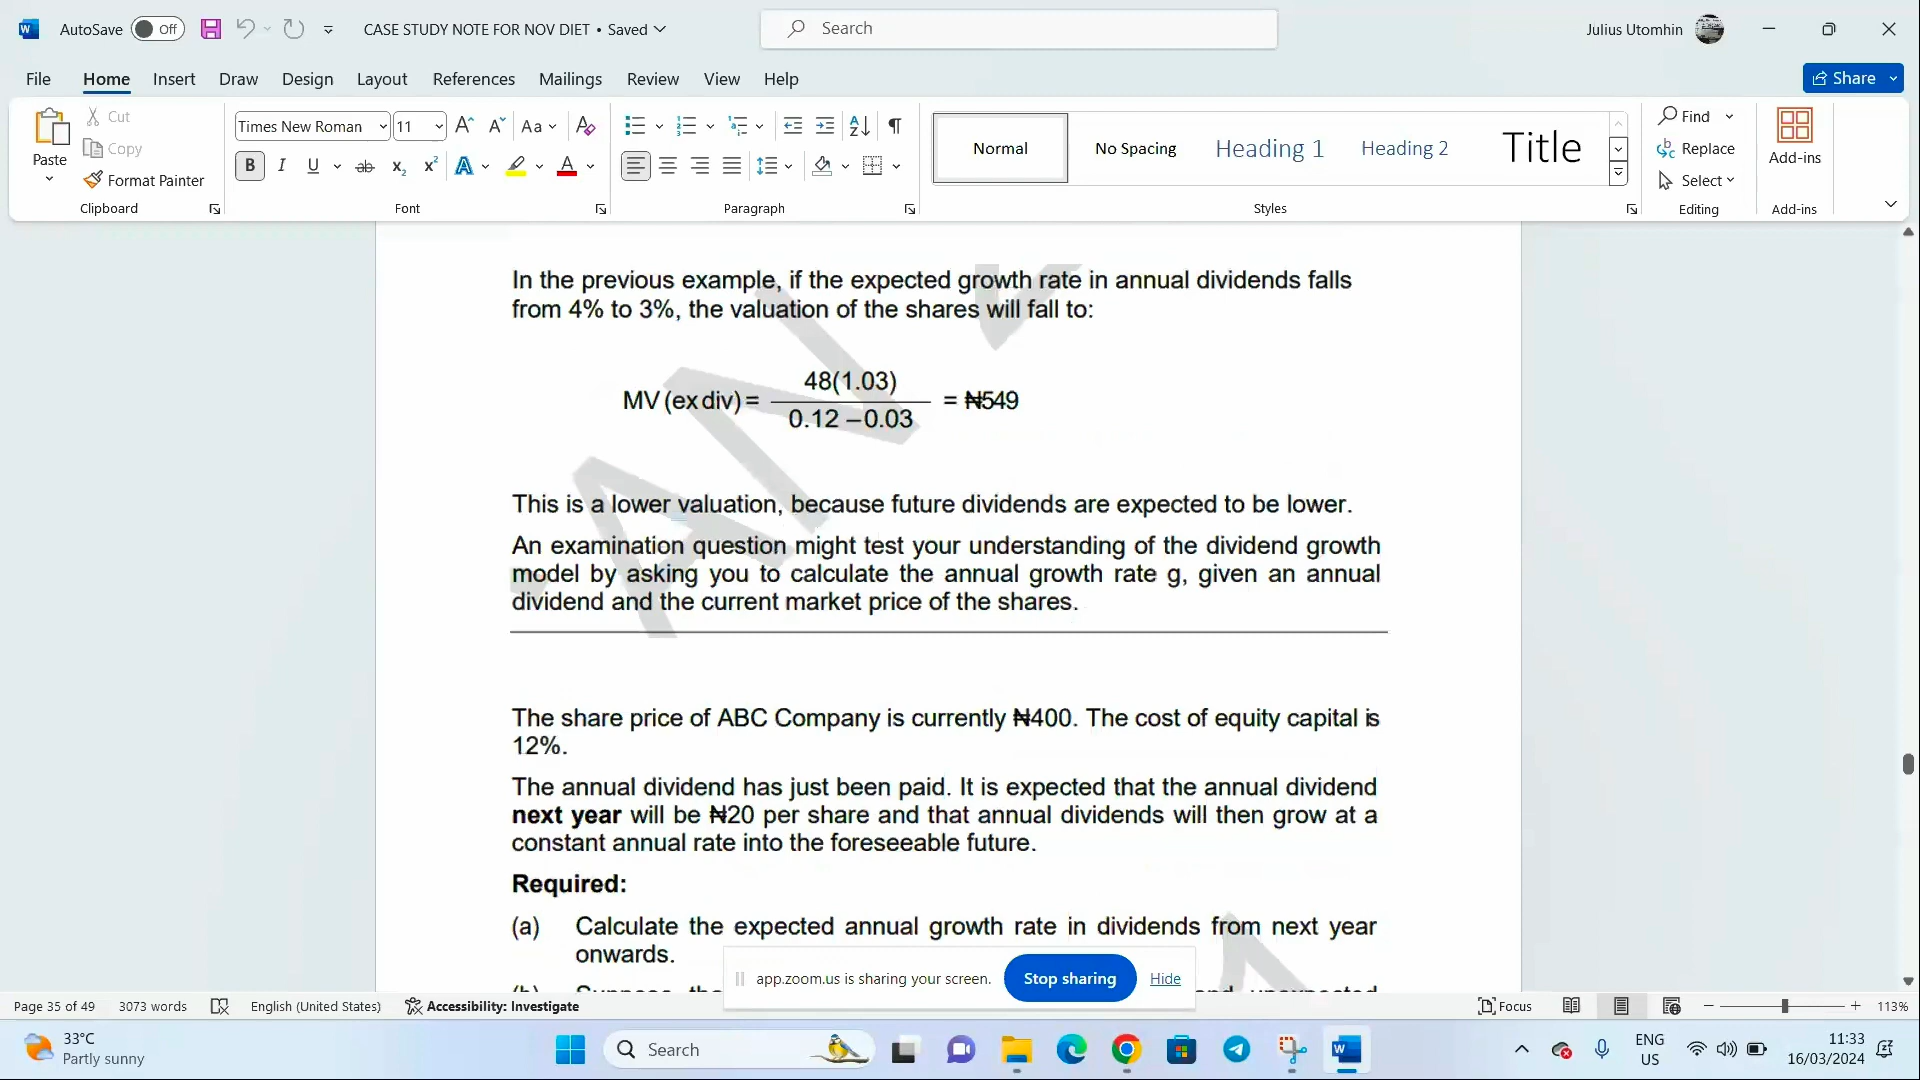 AutoSave Off CASE STUDY NOTE FOR NOV DIET • Saved Search Julius Utomhin
File Home Insert Draw Design Layout References Mailings Review View Help Share
Paste Cut Copy Format Painter
Times New Roman 11
Normal No Spacing Heading 1 Heading 2 Title
Find Replace Select
Add-ins
Clipboard Font Paragraph Styles Editing Add-ins
In the previous example, if the expected growth rate in annual dividends falls
from 4% to 3%, the valuation of the shares will fall to:
48(1.03)
MV (ex div) = = ₦549
0.12 – 0.03
This is a lower valuation, because future dividends are expected to be lower.
An examination question might test your understanding of the dividend growth
model by asking you to calculate the annual growth rate g, given an annual
dividend and the current market price of the shares.
The share price of ABC Company is currently ₦400. The cost of equity capital is
12%.
The annual dividend has just been paid. It is expected that the annual dividend
next year will be ₦20 per share and that annual dividends will then grow at a
constant annual rate into the foreseeable future.
Required:
(a) Calculate the expected annual growth rate in dividends from next year
onwards.
app.zoom.us is sharing your screen. Stop sharing Hide
Page 35 of 49 3073 words English (United States) Accessibility: Investigate Focus 113%
33°C
Partly sunny
Search
ENG
US
11:33
16/03/2024